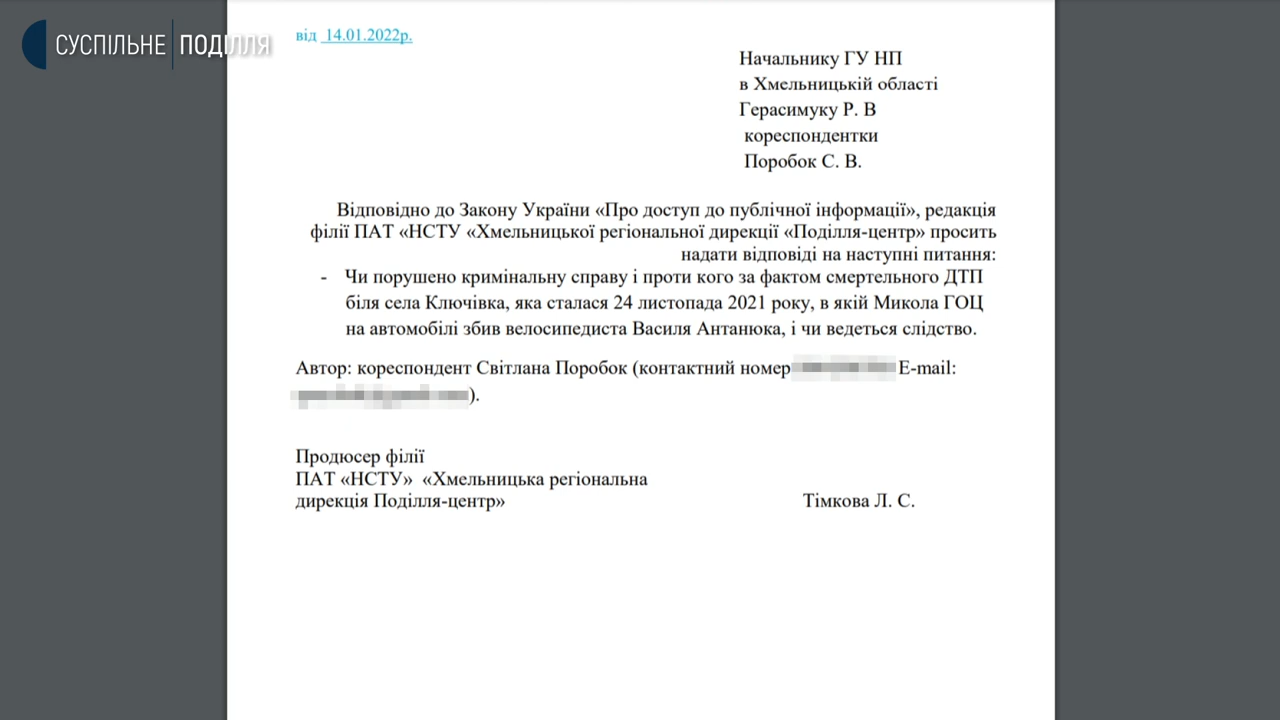 СУСПІЛЬНЕ ПОДІЛЛЯ
від 14.01.2022р.
Начальнику ГУ НП
в Хмельницькій області
Герасимуку Р. В
кореспондентки
Поробок С. В.
Відповідно до Закону України «Про доступ до публічної інформації», редакція
філії ПАТ «НСТУ «Хмельницької регіональної дирекції «Поділля-центр» просить
надати відповіді на наступні питання:
- Чи порушено кримінальну справу і проти кого за фактом смертельного ДТП
біля села Ключівка, яка сталася 24 листопада 2021 року, в якій Микола ГОЦ
на автомобілі збив велосипедиста Василя Антанюка, і чи ведеться слідство.
Автор: кореспондент Світлана Поробок (контактний номер E-mail:
).
Продюсер філії
ПАТ «НСТУ» «Хмельницька регіональна
дирекція Поділля-центр» Тімкова Л. С.